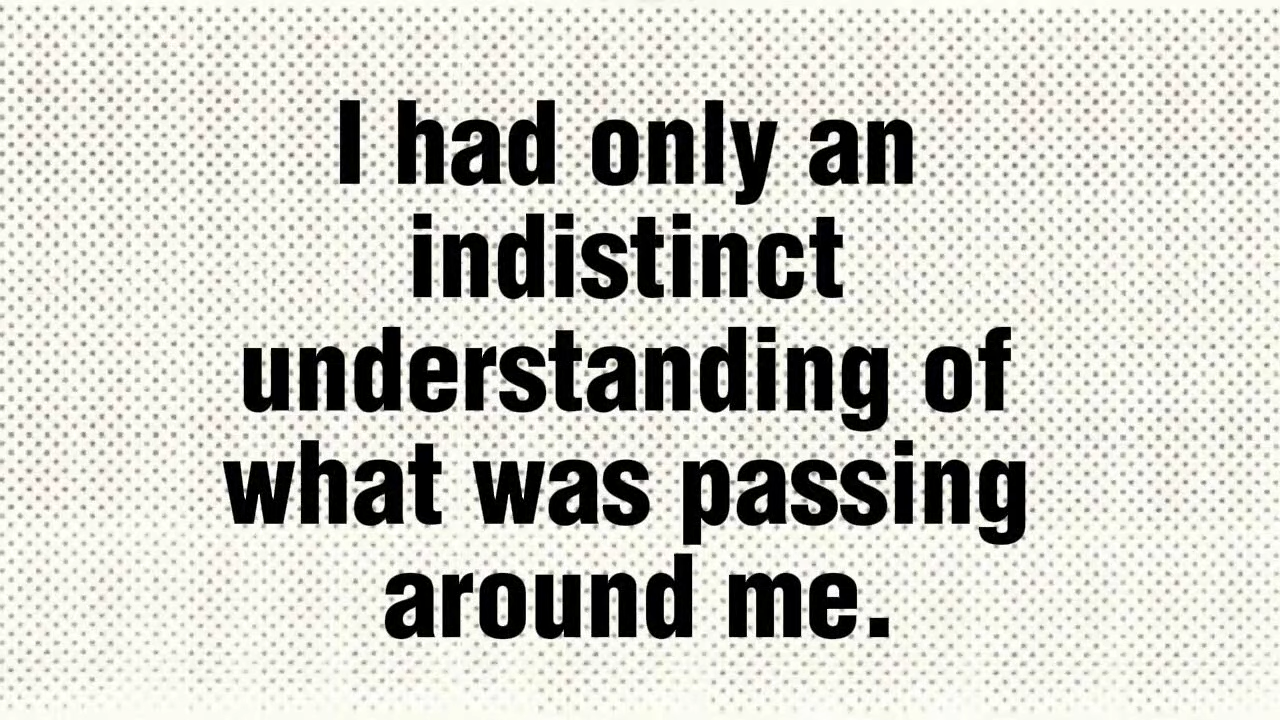 I had only an
indistinct
understanding of
what was passing
around me.